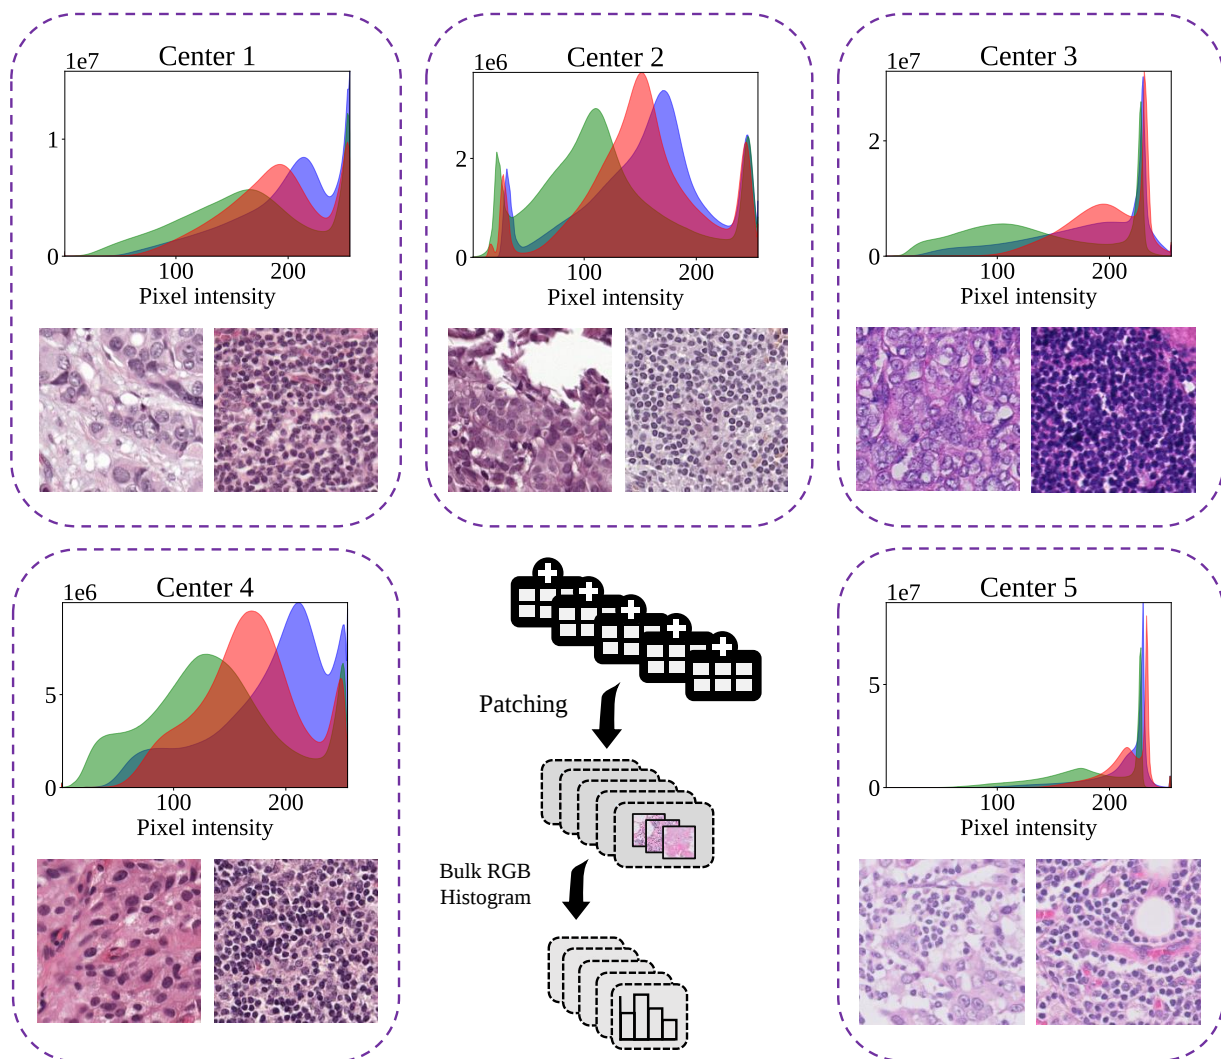 Center 1
1e7
1
0
100
200
Pixel intensity
Center 2
1e6
2
0
100
200
Pixel intensity
Center 3
1e7
2
0
100
200
Pixel intensity
Center 4
1e6
5
0
100
200
Pixel intensity
Patching
Bulk RGB
Histogram
Center 5
1e7
5
0
100
200
Pixel intensity